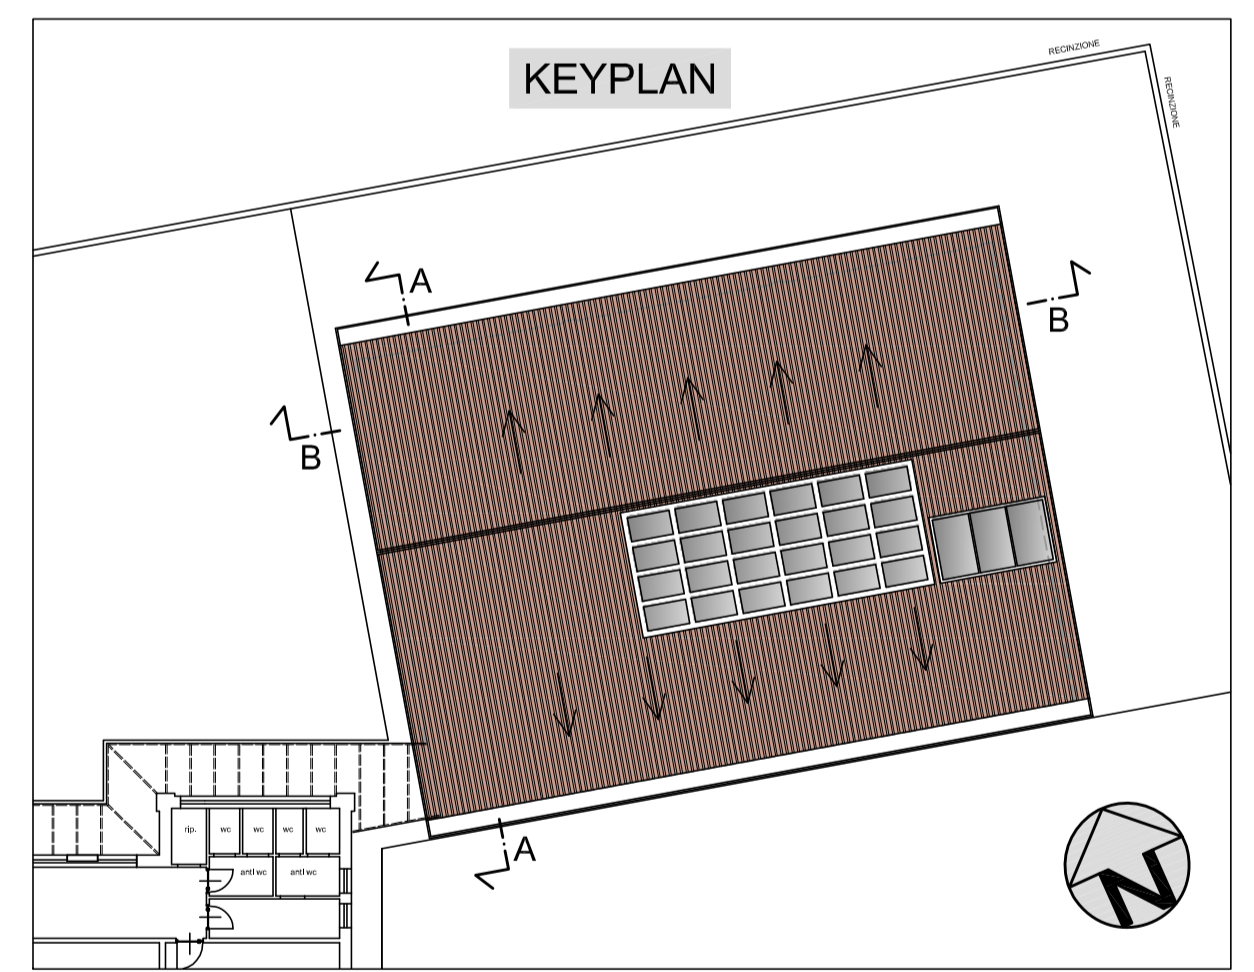 KEYPLAN
RECINZIONE
RECINZIONE
A
B
B
rip.
wc
wc
wc
wc
anti wc
anti wc
A
N